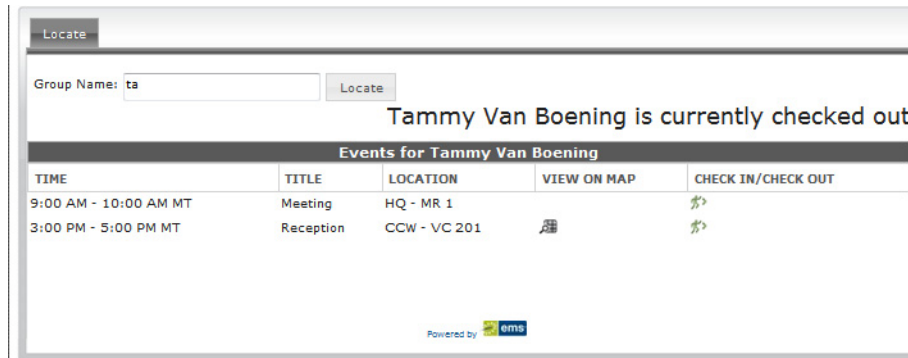 Locate
Group Name: ta Locate
Tammy Van Boening is currently checked out
Events for Tammy Van Boening
TIME TITLE LOCATION VIEW ON MAP CHECK IN/CHECK OUT
9:00 AM - 10:00 AM MT Meeting HQ - MR 1
3:00 PM - 5:00 PM MT Reception CCW - VC 201
Powered by ems